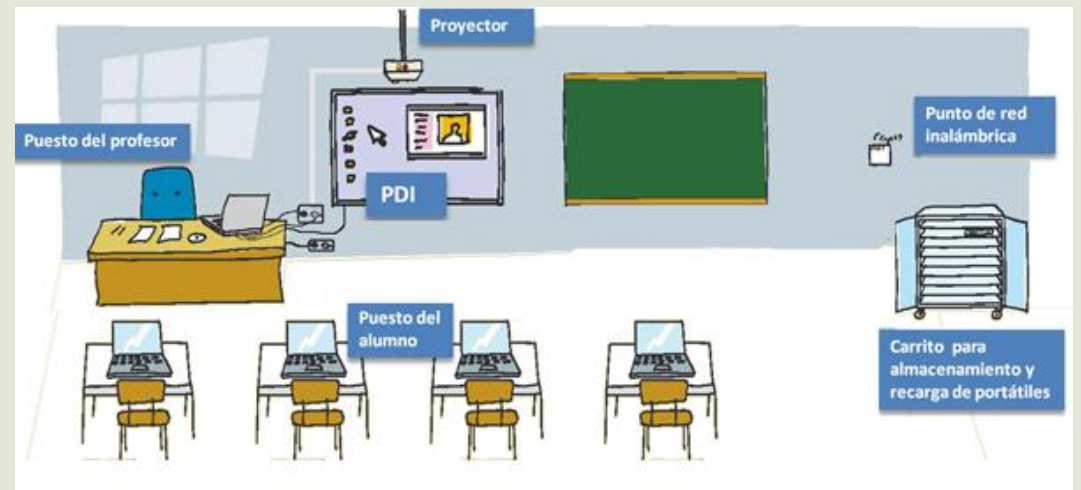 Proyector
Puesto del profesor
PDI
Punto de red
inalámbrica
Puesto del
alumno
Carrito para
almacenamiento y
recarga de portátiles